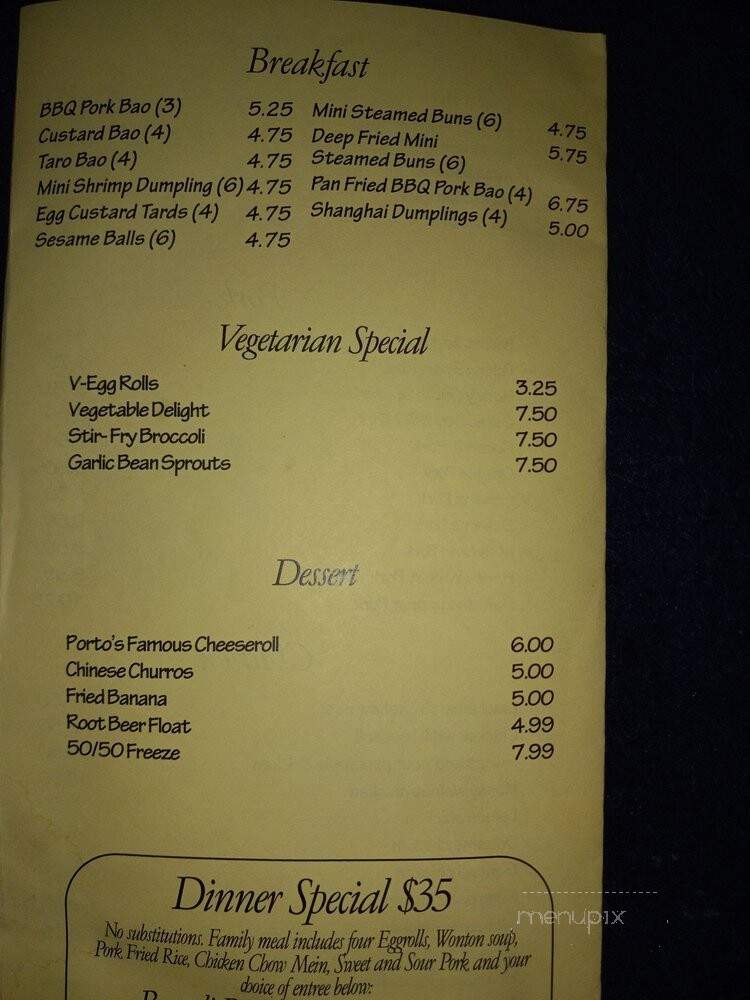 Breakfast
BBQ Pork Bao (3) 5.25
Custard Bao (4) 4.75
Taro Bao (4) 4.75
Mini Shrimp Dumpling (6) 4.75
Egg Custard Tards (4) 4.75
Sesame Balls (6) 4.75
Mini Steamed Buns (6) 4.75
Deep Fried Mini
Steamed Buns (6) 5.75
Pan Fried BBQ Pork Bao (4) 6.75
Shanghai Dumplings (4) 5.00
Vegetarian Special
V-Egg Rolls 3.25
Vegetable Delight 7.50
Stir-Fry Broccoli 7.50
Garlic Bean Sprouts 7.50
Dessert
Porto's Famous Cheeseroll 6.00
Chinese Churros 5.00
Fried Banana 5.00
Root Beer Float 4.99
50/50 Freeze 7.99
Dinner Special $35
No substitutions. Family meal includes four Eggrolls, Wonton soup,
Pork Fried Rice, Chicken Chow Mein, Sweet and Sour Pork and your
choice of entree below:
menupix